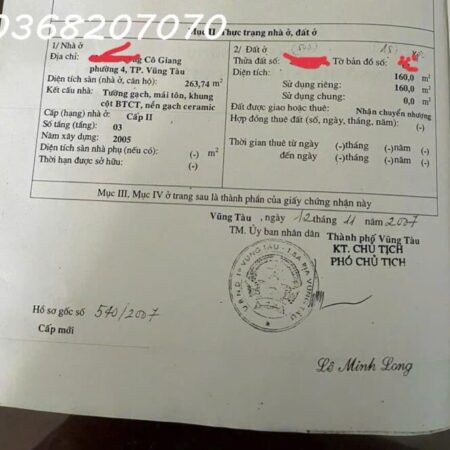 0368207070
Mục II. Thực trạng nhà ở, đất ở
1/ Nhà ở
Địa chỉ: Cô Giang
phường 4, TP. Vũng Tàu
Diện tích sàn (nhà ở, căn hộ): 263,74 m²
Kết cấu nhà: Tường gạch, mái tôn, khung
cột BTCT, nền gạch ceramic
Cấp (hạng) nhà ở: Cấp II
Số tầng (tầng): 03
Năm xây dựng: 2005
Diện tích sàn nhà phụ (nếu có): (-) m²
Thời hạn được sở hữu: (-)
2/ Đất ở
Thửa đất số: Tờ bản đồ số:
Diện tích: 160,0 m²
Sử dụng riêng: 160,0 m²
Sử dụng chung: 0,0 m²
Đất được giao hoặc thuê: Nhận chuyển nhượng
Hợp đồng thuê đất (số, ngày, tháng, năm): (-)
Thời gian thuê từ ngày (-)tháng (-)năm (-)
đến ngày (-)tháng (-)năm (-)
Mục III, Mục IV ở trang sau là thành phần của giấy chứng nhận này
Vũng Tàu, ngày 12 tháng 11 năm 2007
TM. Ủy ban nhân dân Thành phố Vũng Tàu
KT. CHỦ TỊCH
PHÓ CHỦ TỊCH
Hồ sơ gốc số 540/2007
Cấp mới
Lê Minh Long